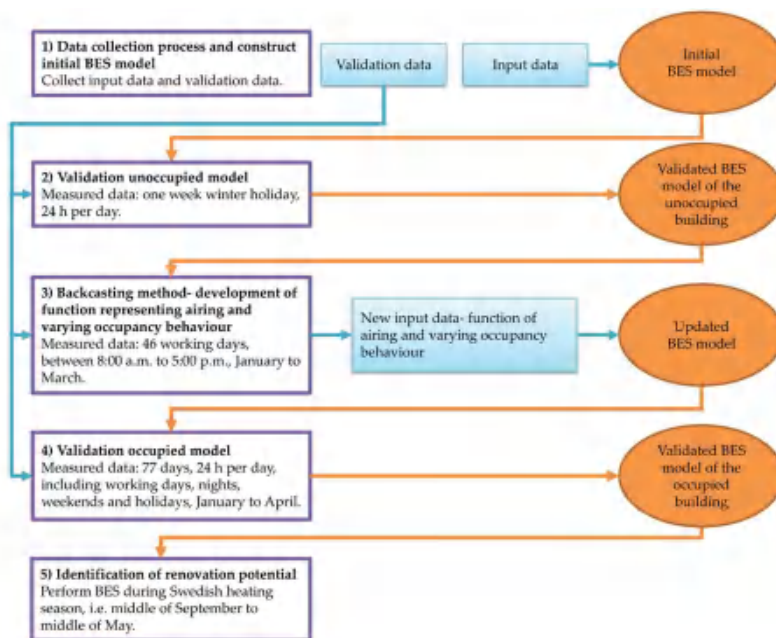 1) Data collection process and construct
initial BES model
Collect input data and validation data.
Validation data
Input data
Initial
BES model
2) Validation unoccupied model
Measured data: one week winter holiday,
24 h per day.
Validated BES
model of the
unoccupied
building
3) Backcasting method- development of
function representing airing and
varying occupancy behaviour
Measured data: 46 working days,
between 8:00 a.m. to 5:00 p.m., January to
March.
New input data- function of
airing and varying occupancy
behaviour
Updated
BES model
4) Validation occupied model
Measured data: 77 days, 24 h per day,
including working days, nights,
weekends and holidays, January to April.
Validated BES
model of the
occupied
building
5) Identification of renovation potential
Perform BES during Swedish heating
season, i.e. middle of September to
middle of May.